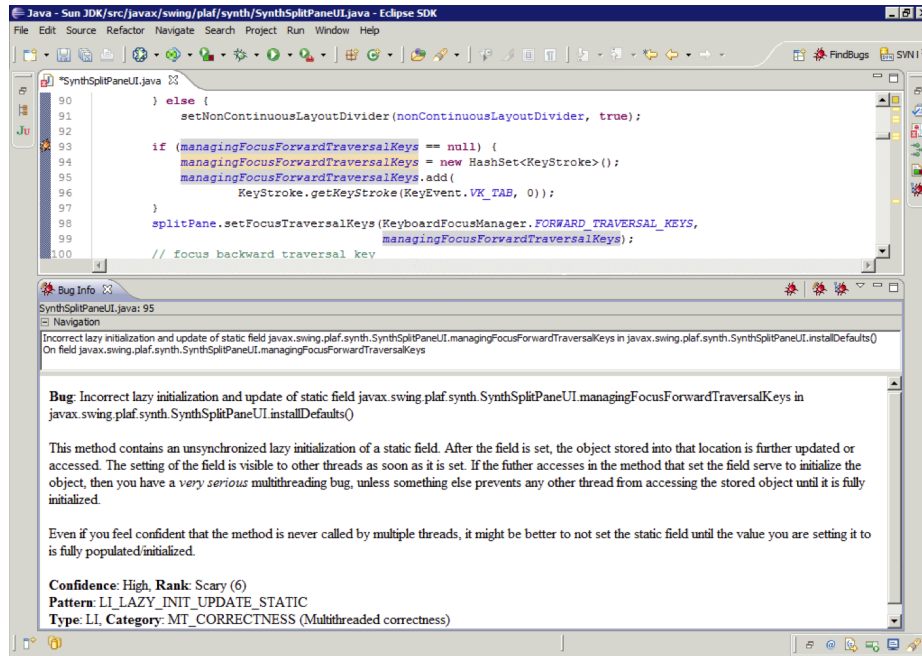 Java - Sun JDK/src/javax/swing/plaf/synth/SynthSplitPaneUI.java - Eclipse SDK
File Edit Source Refactor Navigate Search Project Run Window Help
FindBugs SVN
*SynthSplitPaneUI.java
90 } else {
91 setNonContinuousLayoutDivider(nonContinuousLayoutDivider, true);
92
93 if (managingFocusForwardTraversalKeys == null) {
94 managingFocusForwardTraversalKeys = new HashSet<KeyStroke>();
95 managingFocusForwardTraversalKeys.add(
96 KeyStroke.getKeyStroke(KeyEvent.VK_TAB, 0));
97 }
98 splitPane.setFocusTraversalKeys(KeyboardFocusManager.FORWARD_TRAVERSAL_KEYS,
99 managingFocusForwardTraversalKeys);
100 // focus backward traversal key
Ju
Bug Info
SynthSplitPaneUI.java: 95
Navigation
Incorrect lazy initialization and update of static field javax.swing.plaf.synth.SynthSplitPaneUI.managingFocusForwardTraversalKeys in javax.swing.plaf.synth.SynthSplitPaneUI.installDefaults()
On field javax.swing.plaf.synth.SynthSplitPaneUI.managingFocusForwardTraversalKeys
Bug: Incorrect lazy initialization and update of static field javax.swing.plaf.synth.SynthSplitPaneUI.managingFocusForwardTraversalKeys in
javax.swing.plaf.synth.SynthSplitPaneUI.installDefaults()
This method contains an unsynchronized lazy initialization of a static field. After the field is set, the object stored into that location is further updated or
accessed. The setting of the field is visible to other threads as soon as it is set. If the futher accesses in the method that set the field serve to initialize the
object, then you have a very serious multithreading bug, unless something else prevents any other thread from accessing the stored object until it is fully
initialized.
Even if you feel confident that the method is never called by multiple threads, it might be better to not set the static field until the value you are setting it to
is fully populated/initialized.
Confidence: High, Rank: Scary (6)
Pattern: LI_LAZY_INIT_UPDATE_STATIC
Type: LI, Category: MT_CORRECTNESS (Multithreaded correctness)